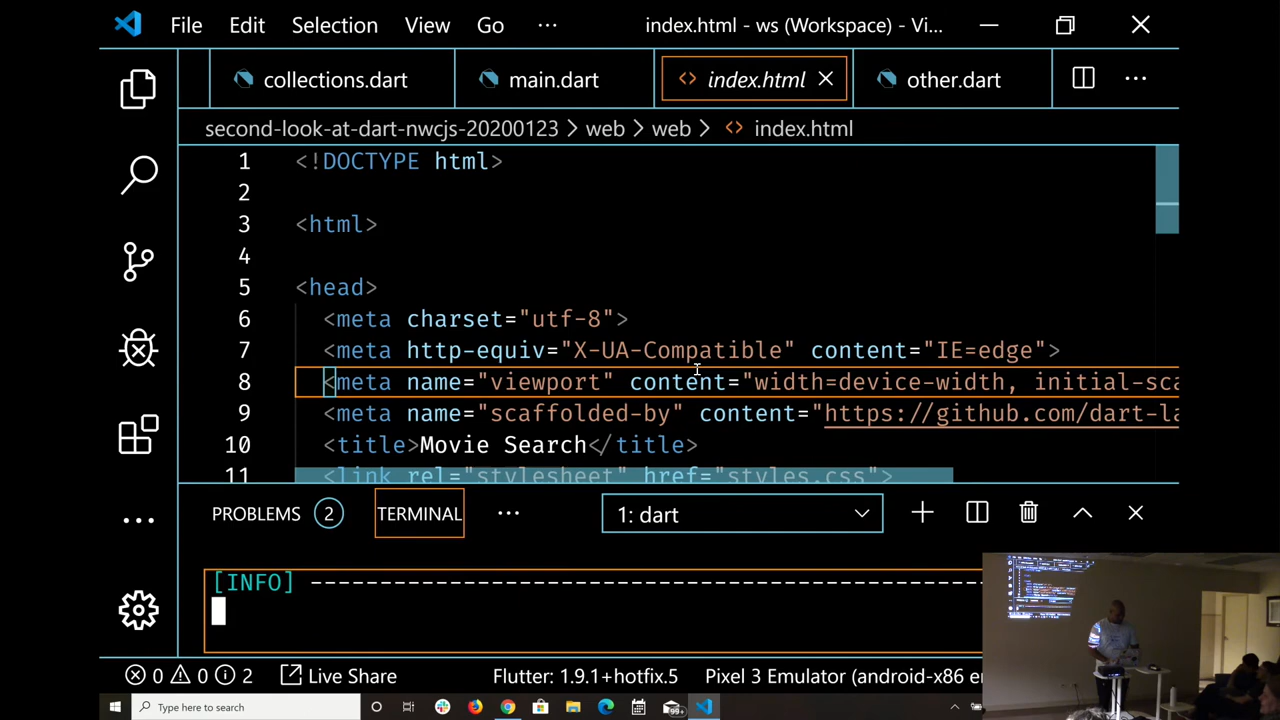 File Edit Selection View Go ··· index.html - ws (Workspace) - Vi...
collections.dart main.dart index.html other.dart
second-look-at-dart-nwcjs-20200123 > web > web > index.html
1 <!DOCTYPE html>
2
3 <html>
4
5 <head>
6 <meta charset="utf-8">
7 <meta http-equiv="X-UA-Compatible" content="IE=edge">
8 <meta name="viewport" content="width=device-width, initial-sca
9 <meta name="scaffolded-by" content="https://github.com/dart-la
10 <title>Movie Search</title>
11 <link rel="stylesheet" href="styles.css">
PROBLEMS 2 TERMINAL ··· 1: dart
[INFO] ------------------------------------------------
0 0 2 Live Share Flutter: 1.9.1+hotfix.5 Pixel 3 Emulator (android-x86 em
Type here to search 99+